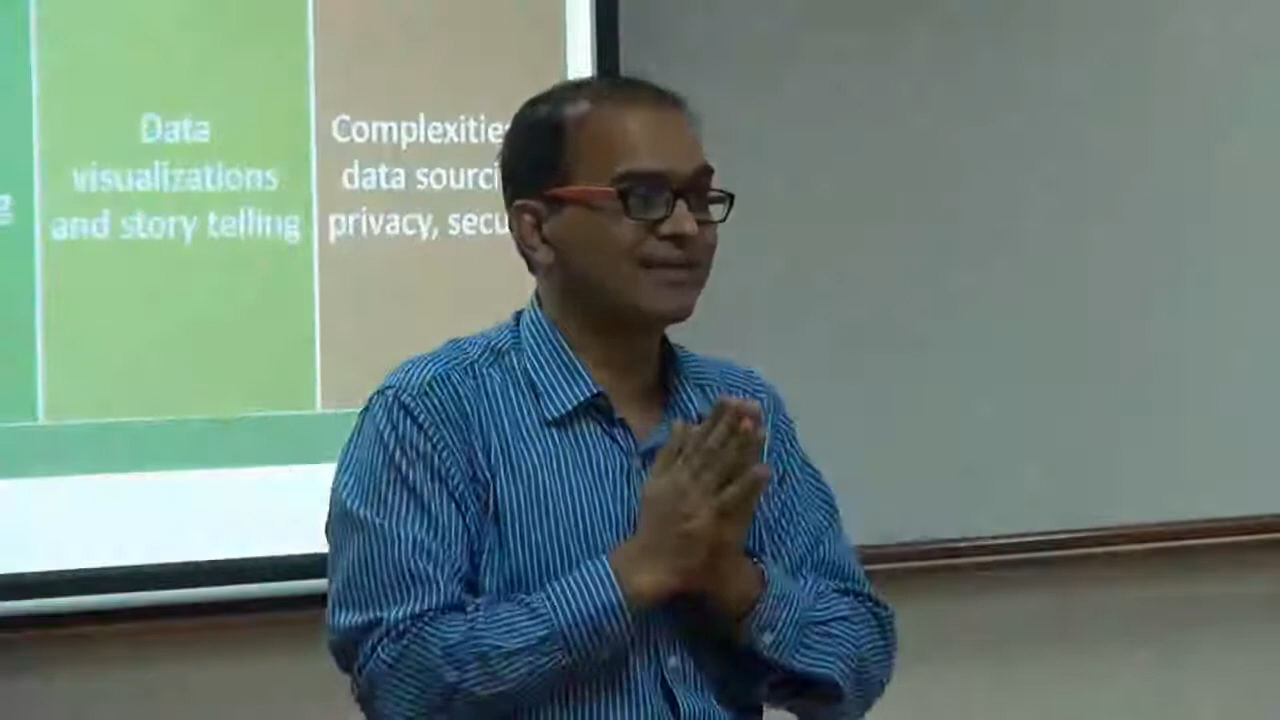 Data
visualizations
and story telling
Complexitie
data sourci
privacy, secu